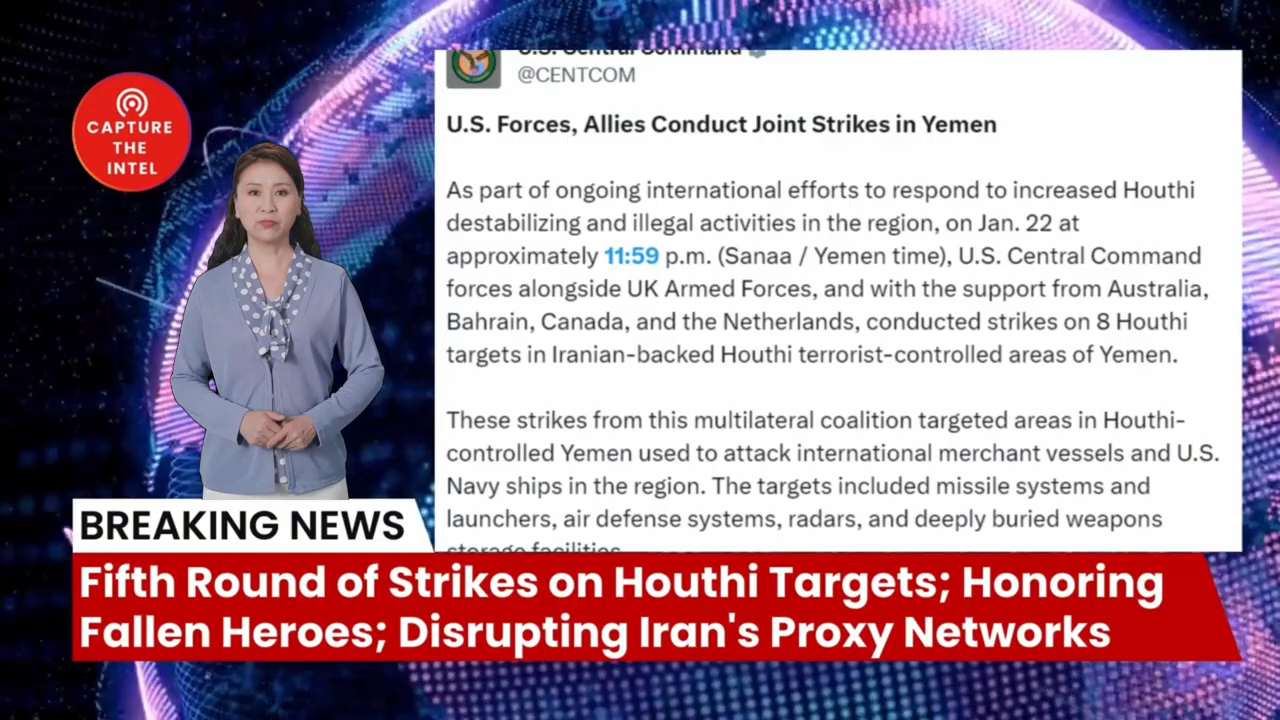 CAPTURE
THE
INTEL
U.S. Central Command
@CENTCOM
U.S. Forces, Allies Conduct Joint Strikes in Yemen
As part of ongoing international efforts to respond to increased Houthi
destabilizing and illegal activities in the region, on Jan. 22 at
approximately 11:59 p.m. (Sanaa / Yemen time), U.S. Central Command
forces alongside UK Armed Forces, and with the support from Australia,
Bahrain, Canada, and the Netherlands, conducted strikes on 8 Houthi
targets in Iranian-backed Houthi terrorist-controlled areas of Yemen.
These strikes from this multilateral coalition targeted areas in Houthi-
controlled Yemen used to attack international merchant vessels and U.S.
Navy ships in the region. The targets included missile systems and
launchers, air defense systems, radars, and deeply buried weapons
storage facilities.
BREAKING NEWS
Fifth Round of Strikes on Houthi Targets; Honoring
Fallen Heroes; Disrupting Iran's Proxy Networks